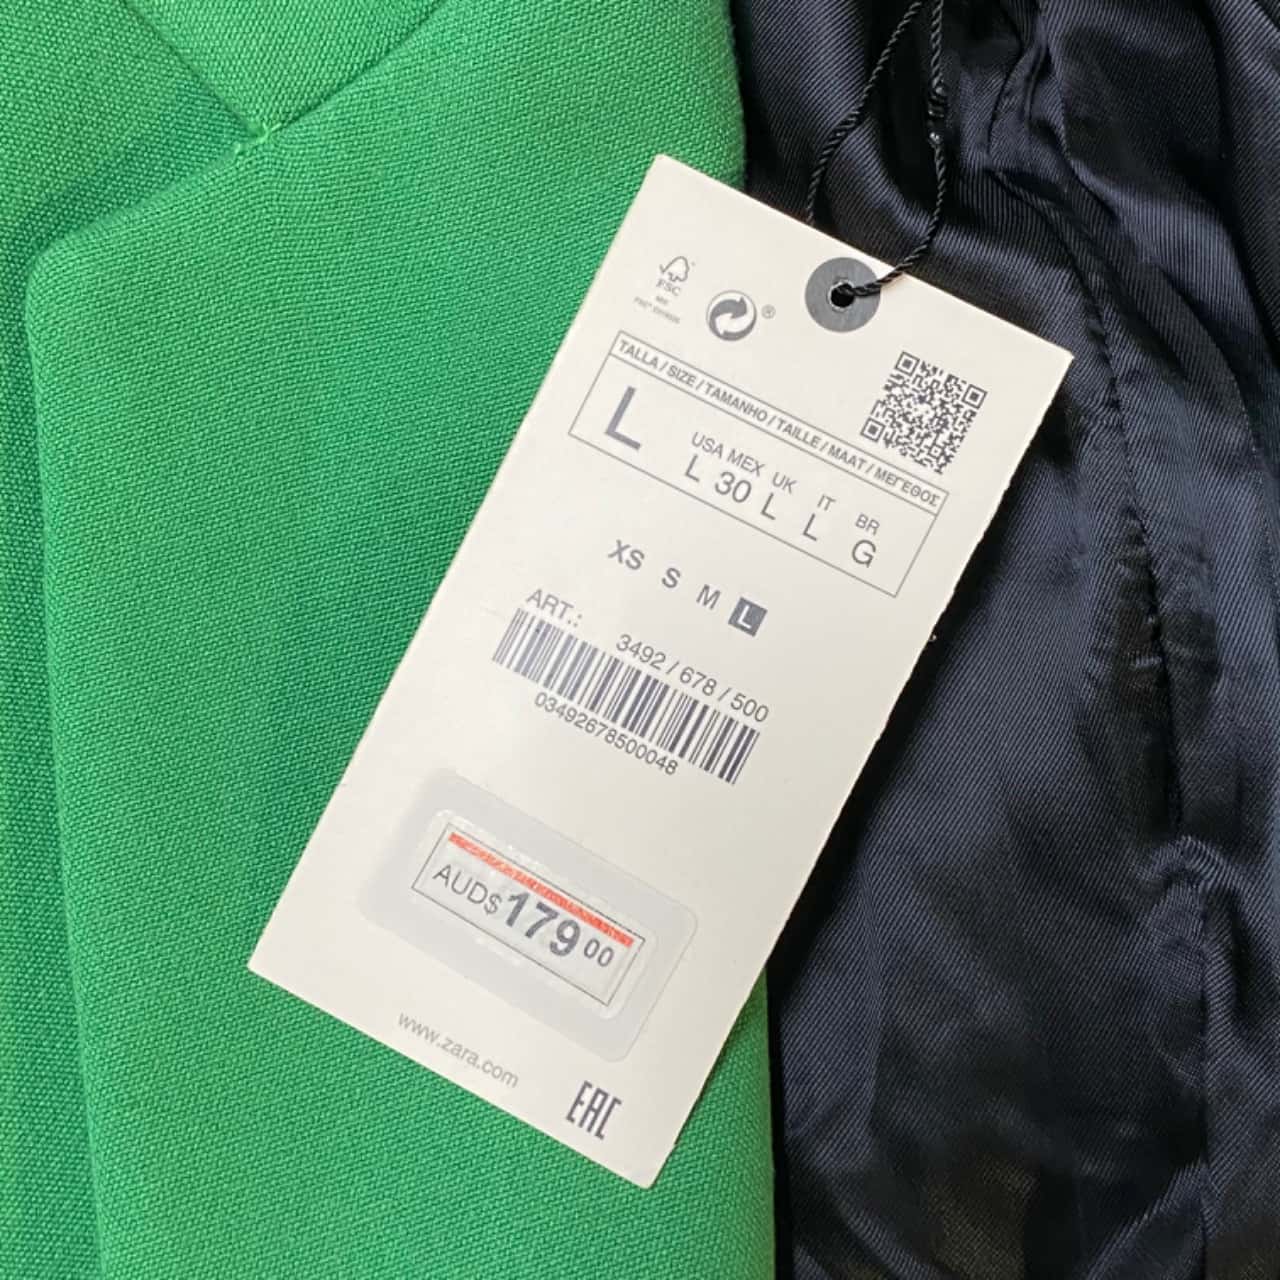 FSC
MIX
®
TALLA / SIZE / TAMANHO / TAILLE / MAAT / ΜΕΓΕΘΟΣ
L
USA MEX UK IT BR
L 30 L L G
XS S M L
ART.:
3492 / 678 / 500
03492678500048
AUD$ 179 00
www.zara.com
EAC